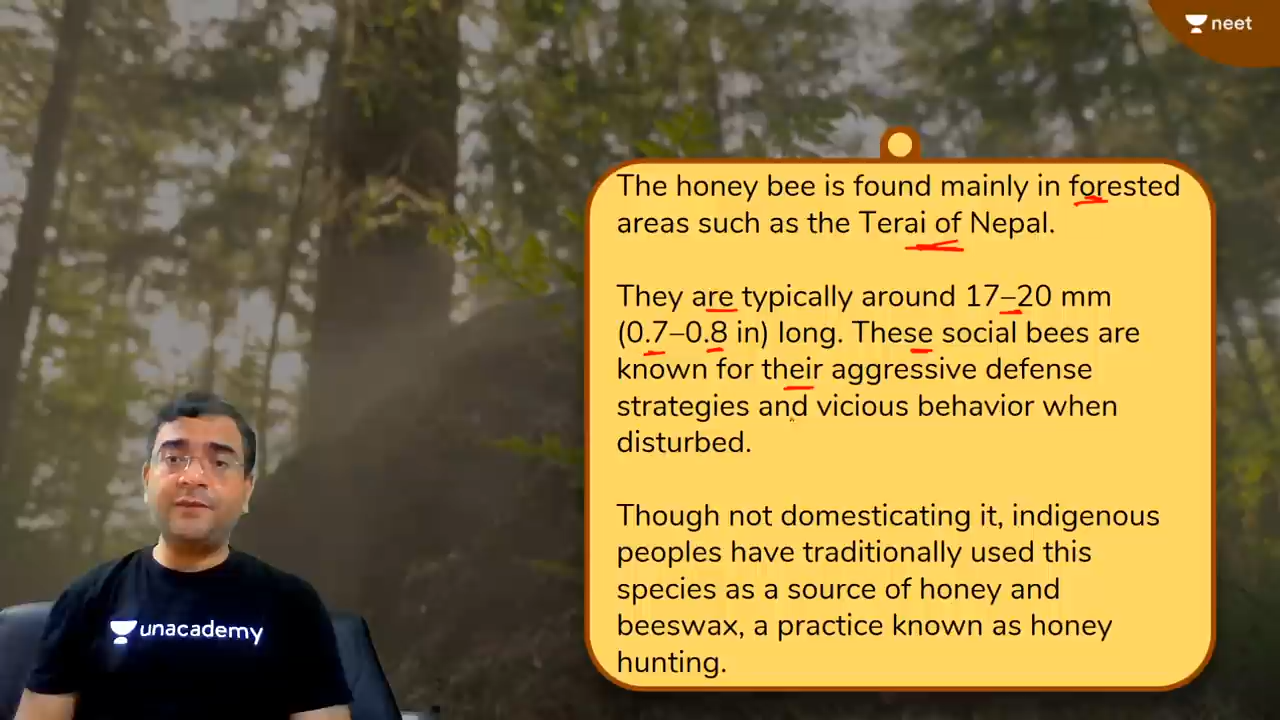 neet
The honey bee is found mainly in forested
areas such as the Terai of Nepal.
They are typically around 17–20 mm
(0.7–0.8 in) long. These social bees are
known for their aggressive defense
strategies and vicious behavior when
disturbed.
Though not domesticating it, indigenous
peoples have traditionally used this
species as a source of honey and
beeswax, a practice known as honey
hunting.
unacademy